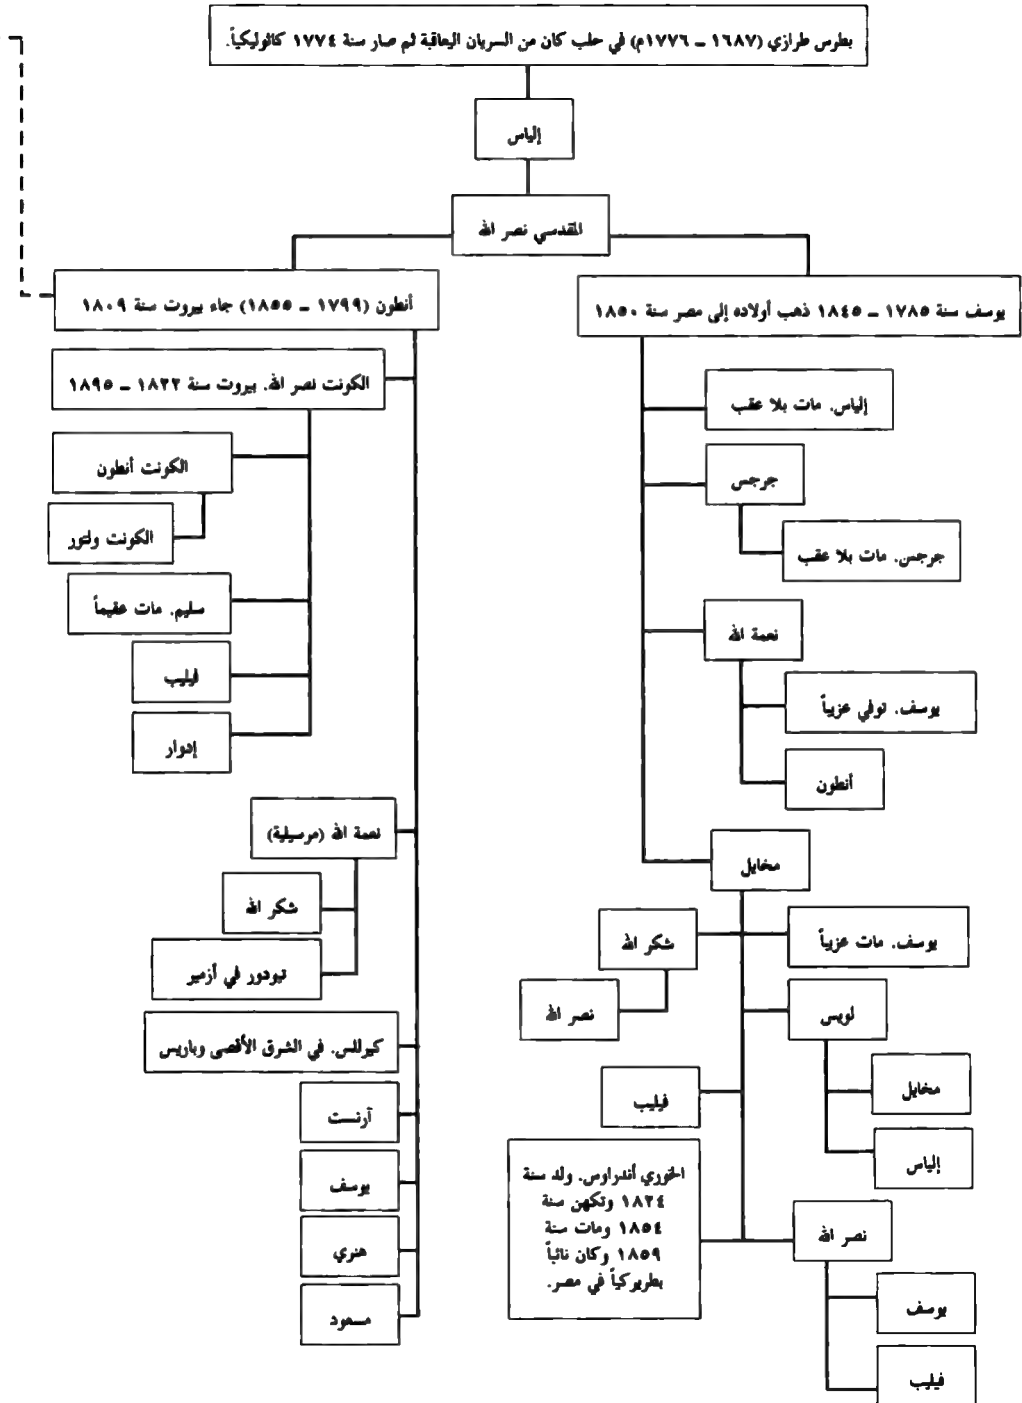 بطرس طرازي (١٦٨٧ ـ ١٧٧٦م) في حلب كان من السريان اليعاقبة ثم صار سنة ١٧٧٤ كاثوليكياً.
إلياس
المقدسي نصر الله
يوسف سنة ١٧٨٥ ـ ١٨٤٥ ذهب أولاده إلى مصر سنة ١٨٥٠
إلياس. مات بلا عقب
جرجس
جرجس. مات بلا عقب
نعمة الله
يوسف. توفي عزيباً
أنطون
مخايل
يوسف. مات عزيباً
شكر الله
نصر الله
لويس
مخايل
إلياس
فيليب
الخوري أندراوس. ولد سنة
١٨٢٤ وتكهن سنة
١٨٥٤ ومات سنة
١٨٥٩ وكان نائباً
بطريركياً في مصر.
نصر الله
يوسف
فيليب
أنطون (١٧٩٩ ـ ١٨٥٥) جاء بيروت سنة ١٨٠٩
الكونت نصر الله. بيروت سنة ١٨٢٢ ـ ١٨٩٥
الكونت أنطون
الكونت ولتور
سليم. مات عقيماً
فيليب
إدوار
نعمة الله (مرسيلية)
شكر الله
تيودور في أزمير
كيرللس. في الشرق الأقصى وباريس
آرنست
يوسف
هنري
مسعود